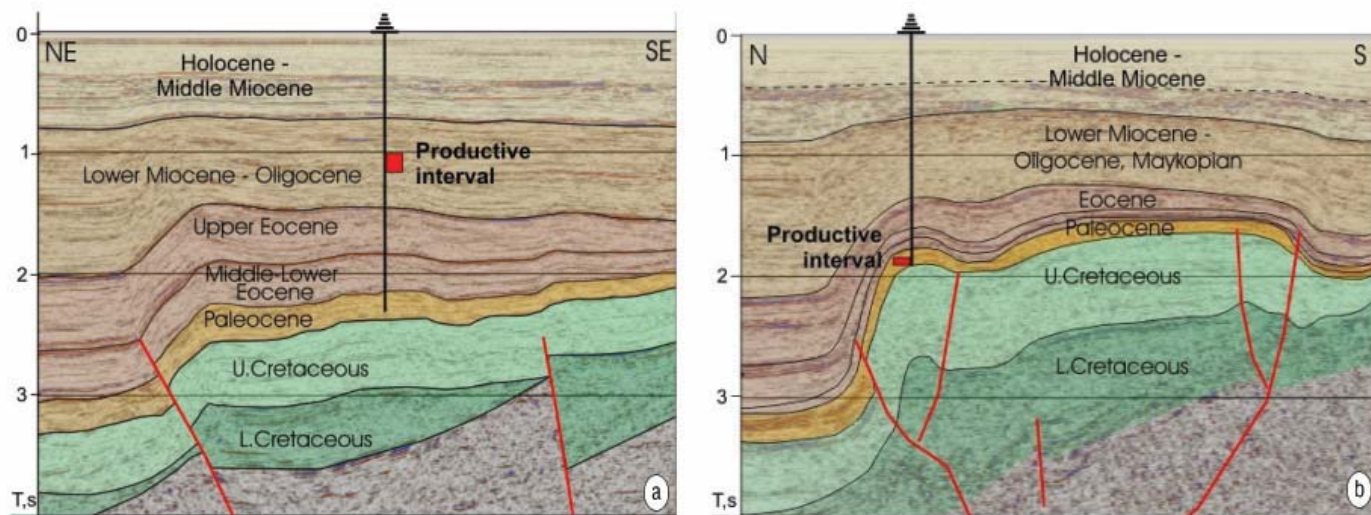 0
NE
SE
Holocene -
Middle Miocene
1
Productive
interval
Lower Miocene - Oligocene
Upper Eocene
2
Middle-Lower
Eocene
Paleocene
U.Cretaceous
3
L.Cretaceous
T,s
a
0
N
S
Holocene -
Middle Miocene
1
Lower Miocene -
Oligocene, Maykopian
Eocene
Paleocene
Productive
interval
2
U.Cretaceous
L.Cretaceous
3
T,s
b